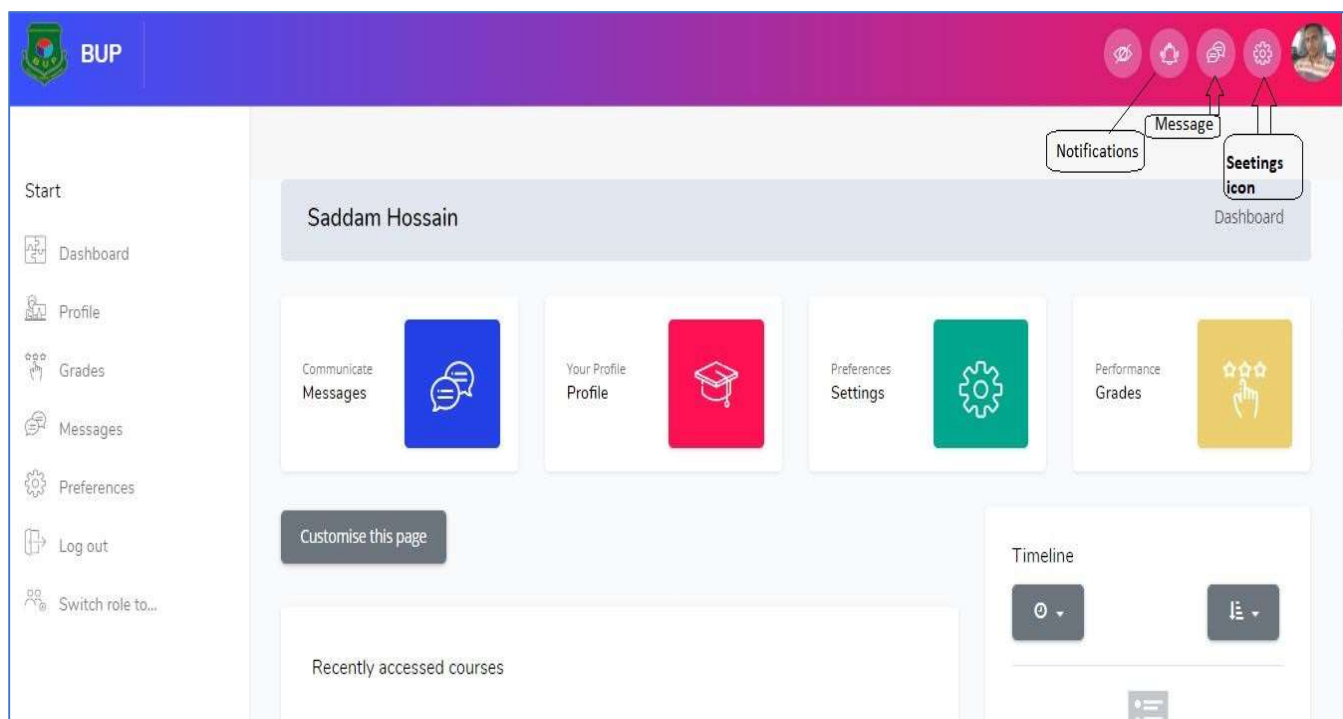 BUP
Message
Notifications
Seetings
icon
Start
Dashboard
Profile
Grades
Messages
Preferences
Log out
Switch role to...
Saddam Hossain
Dashboard
Communicate
Messages
Your Profile
Profile
Preferences
Settings
Performance
Grades
Customise this page
Timeline
Recently accessed courses